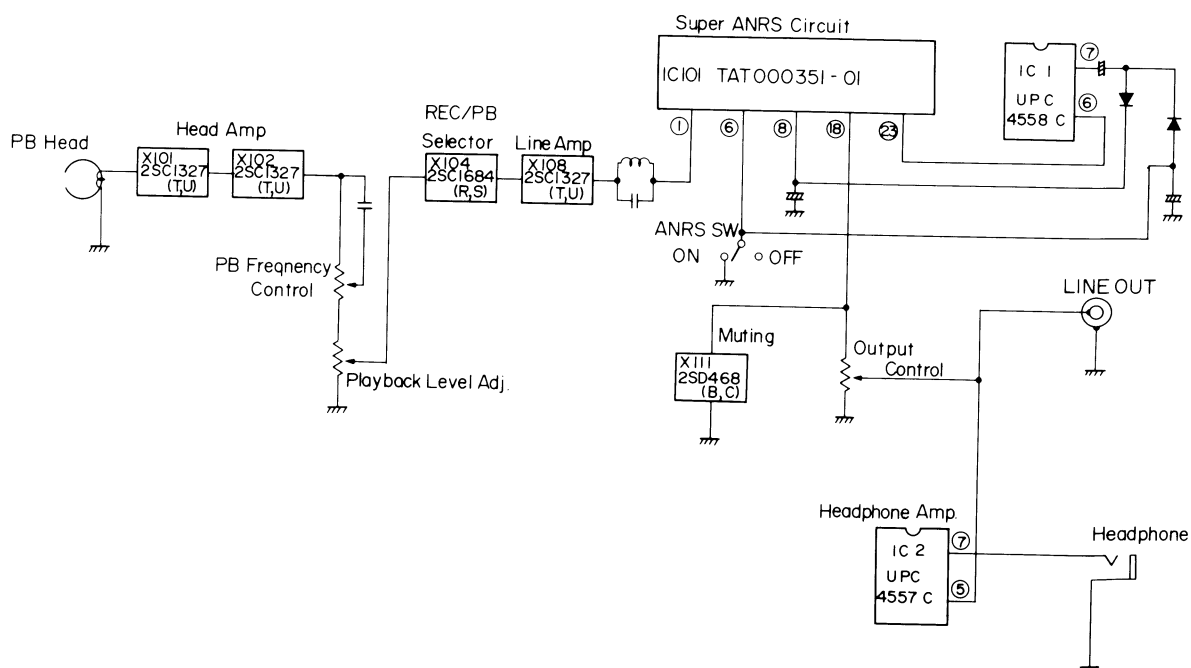 Super ANRS Circuit
IC101 TAT000351-01
1
6
8
18
23
IC 1
UPC
4558 C
7
6
PB Head
Head Amp
X101
2SC1327
(T,U)
X102
2SC1327
(T,U)
REC/PB
Selector
X104
2SC1684
(R,S)
Line Amp
X108
2SC1327
(T,U)
PB Freqnency
Control
Playback Level Adj.
ANRS SW
ON
OFF
Muting
X111
2SD468
(B,C)
Output
Control
LINE OUT
Headphone Amp.
IC 2
UPC
4557 C
7
5
Headphone